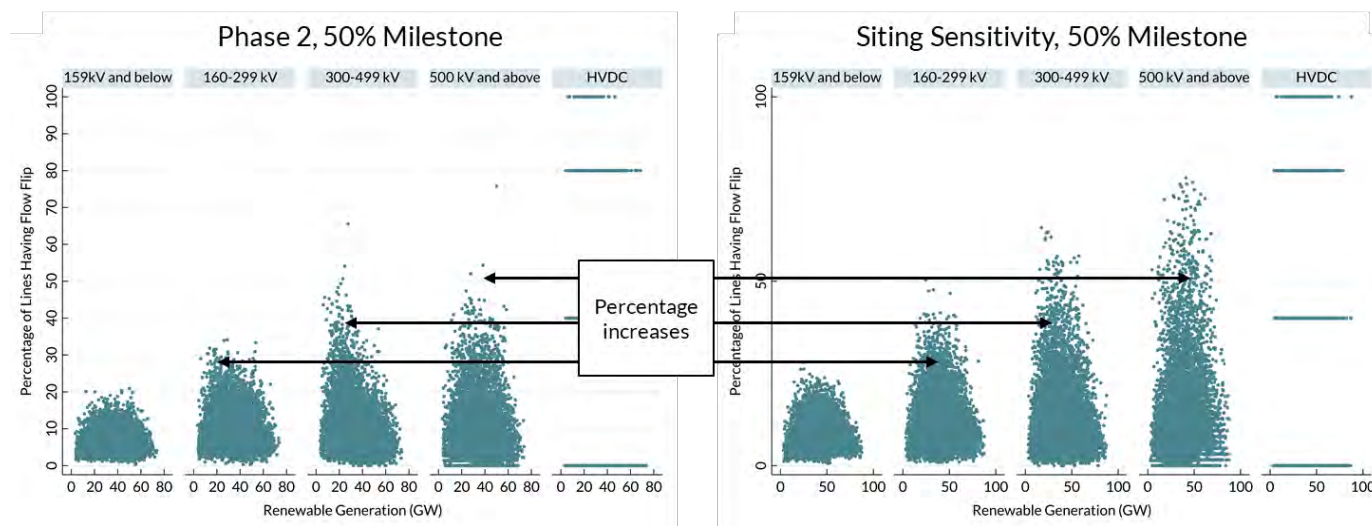 Phase 2, 50% Milestone
159kV and below 160-299 kV 300-499 kV 500 kV and above HVDC
Percentage of Lines Having Flow Flip
100
90
80
70
60
50
40
30
20
10
0
0 20 40 60 80 0 20 40 60 80 0 20 40 60 80 0 20 40 60 80 0 20 40 60 80
Renewable Generation (GW)
Percentage
increases
Siting Sensitivity, 50% Milestone
159kV and below 160-299 kV 300-499 kV 500 kV and above HVDC
Percentage of Lines Having Flow Flip
100
50
0
0 50 100 0 50 100 0 50 100 0 50 100 0 50 100
Renewable Generation (GW)